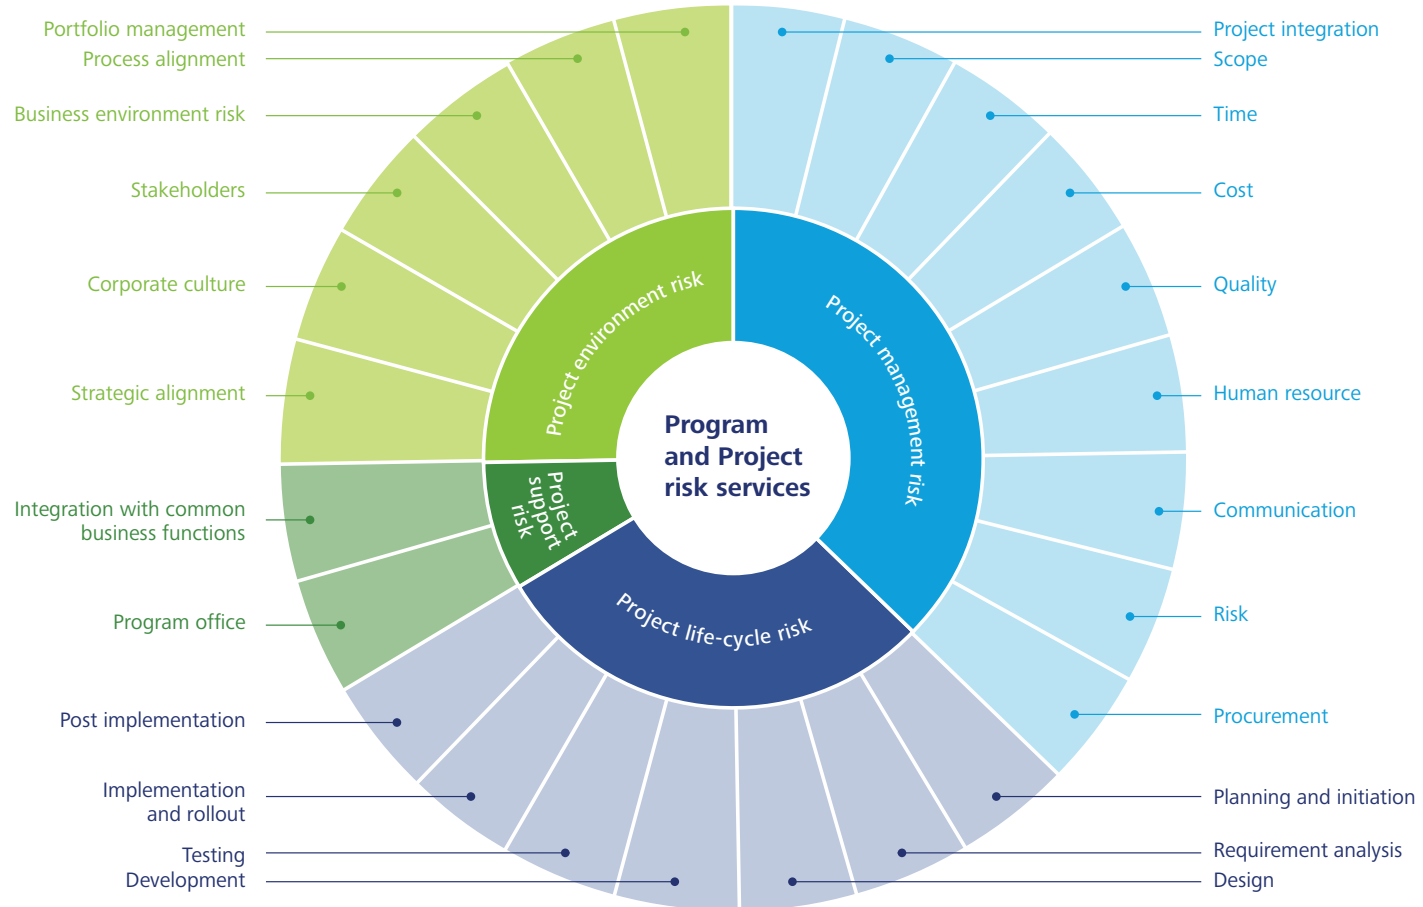 Portfolio management
Process alignment
Business environment risk
Stakeholders
Corporate culture
Strategic alignment
Integration with common
business functions
Program office
Post implementation
Implementation
and rollout
Testing
Development
Project environment risk
Project management risk
Project
support
risk
Project life-cycle risk
Program
and Project
risk services
Project integration
Scope
Time
Cost
Quality
Human resource
Communication
Risk
Procurement
Planning and initiation
Requirement analysis
Design